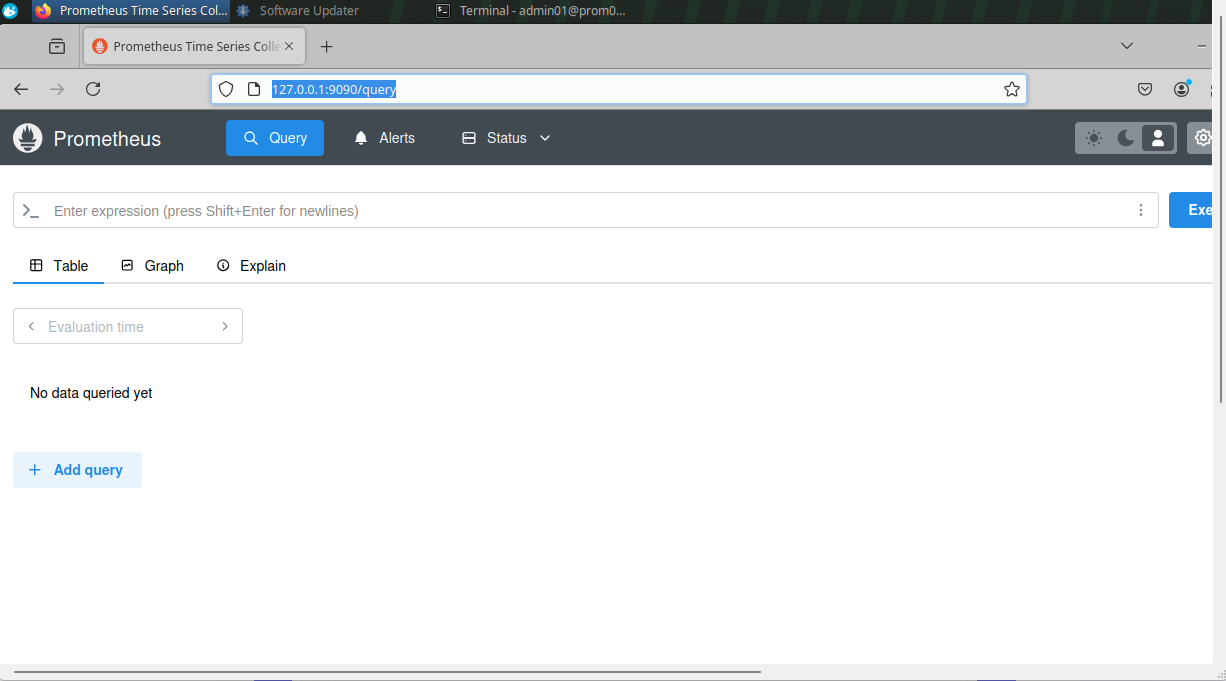 Prometheus Time Series Col... Software Updater Terminal - admin01@prom0...
Prometheus Time Series Colle
127.0.0.1:9090/query
Prometheus Query Alerts Status
Enter expression (press Shift+Enter for newlines) Exe
Table Graph Explain
Evaluation time
No data queried yet
+ Add query